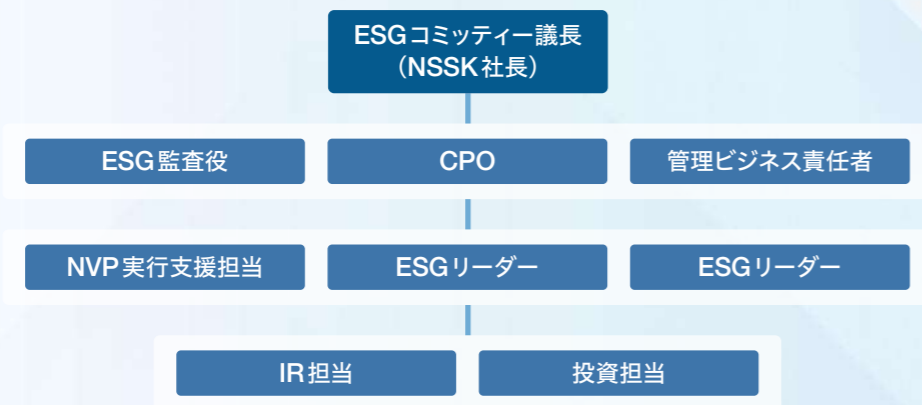 ESGコミッティー議長
（NSSK社長）
ESG監査役
CPO
管理ビジネス責任者
NVP実行支援担当
ESGリーダー
ESGリーダー
IR担当
投資担当